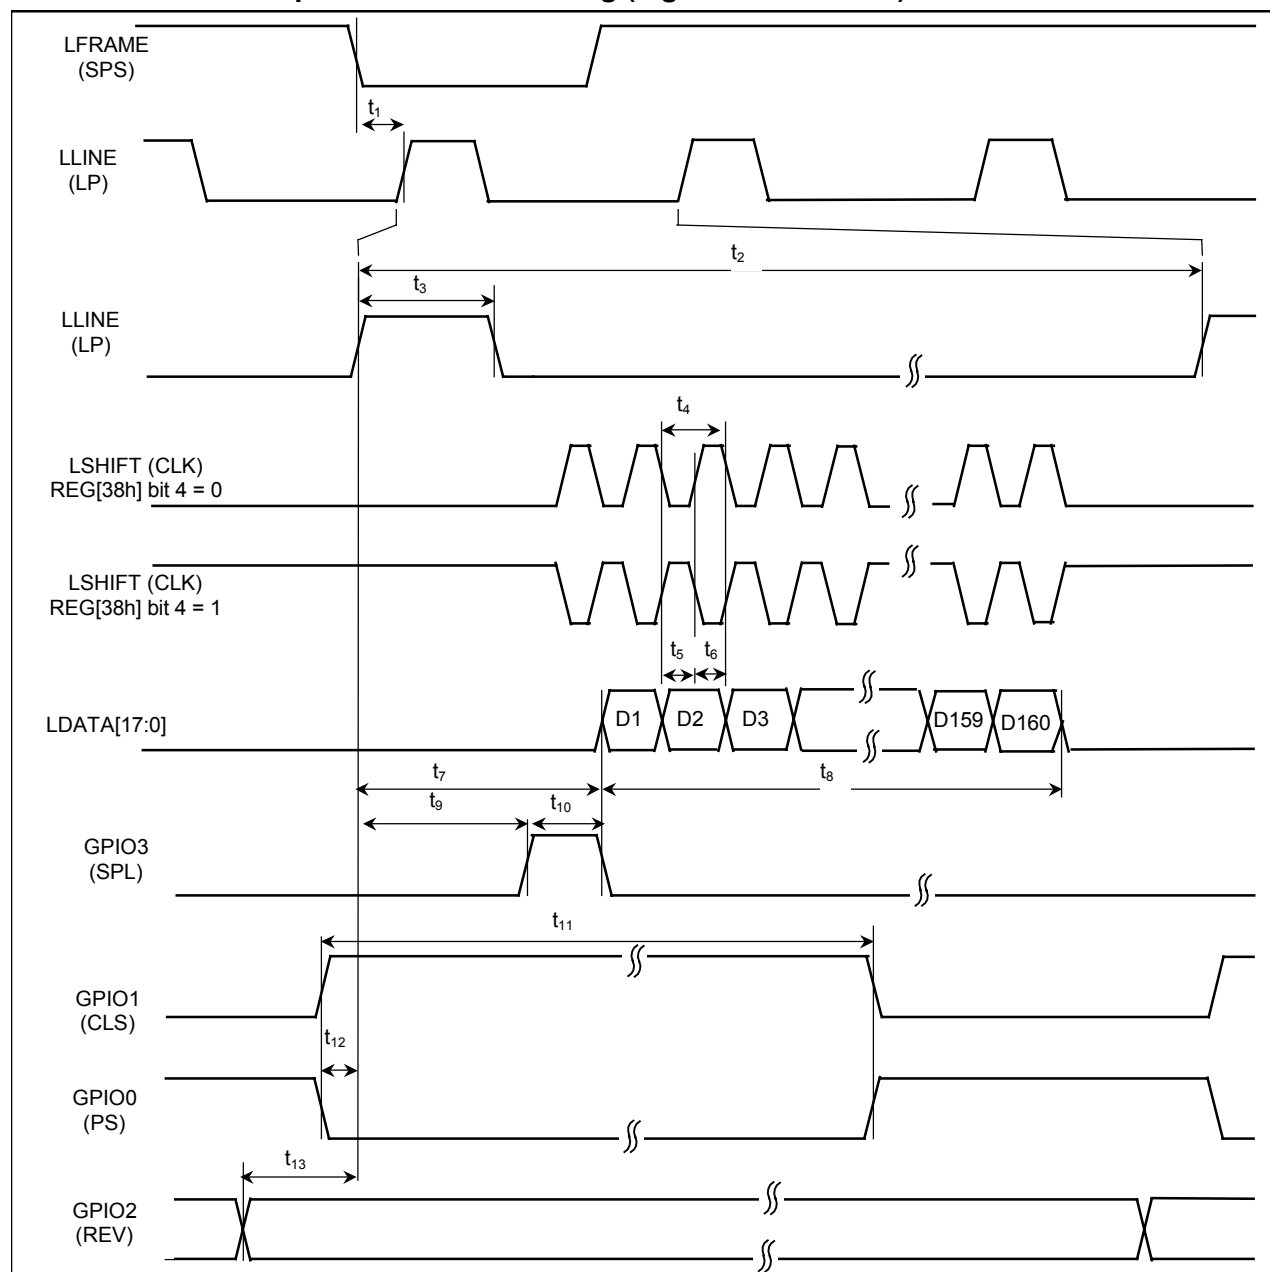 LFRAME
(SPS)
t1
LLINE
(LP)
t2
t3
LLINE
(LP)
t4
LSHIFT (CLK)
REG[38h] bit 4 = 0
LSHIFT (CLK)
REG[38h] bit 4 = 1
t5
t6
LDATA[17:0]
D1
D2
D3
D159
D160
t7
t8
t9
t10
GPIO3
(SPL)
t11
GPIO1
(CLS)
t12
GPIO0
(PS)
t13
GPIO2
(REV)